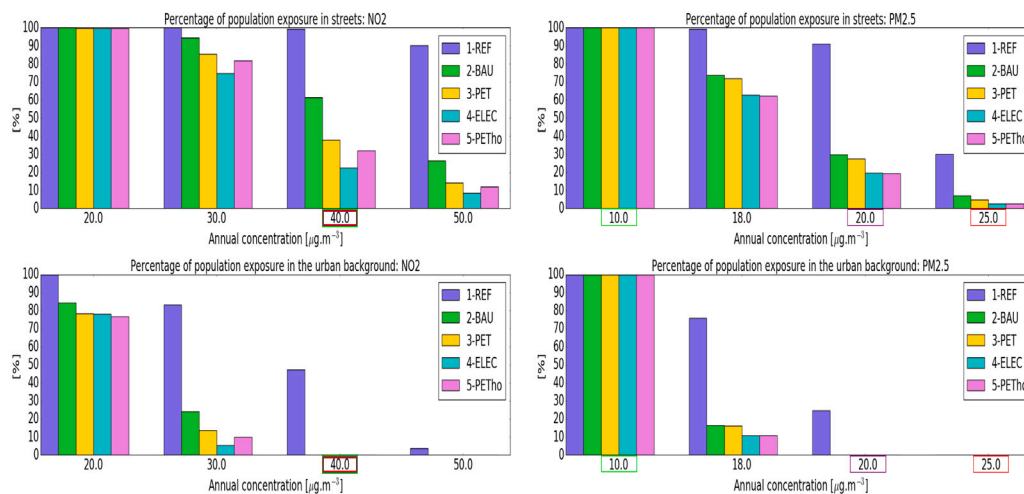 Percentage of population exposure in streets: NO2
[%]
100
90
80
70
60
50
40
30
20
10
0
1-REF
2-BAU
3-PET
4-ELEC
5-PETho
20.0 30.0 40.0 50.0
Annual concentration [μg.m⁻³]
Percentage of population exposure in streets: PM2.5
[%]
100
90
80
70
60
50
40
30
20
10
0
1-REF
2-BAU
3-PET
4-ELEC
5-PETho
10.0 18.0 20.0 25.0
Annual concentration [μg.m⁻³]
Percentage of population exposure in the urban background: NO2
[%]
100
90
80
70
60
50
40
30
20
10
0
1-REF
2-BAU
3-PET
4-ELEC
5-PETho
20.0 30.0 40.0 50.0
Annual concentration [μg.m⁻³]
Percentage of population exposure in the urban background: PM2.5
[%]
100
90
80
70
60
50
40
30
20
10
0
1-REF
2-BAU
3-PET
4-ELEC
5-PETho
10.0 18.0 20.0 25.0
Annual concentration [μg.m⁻³]